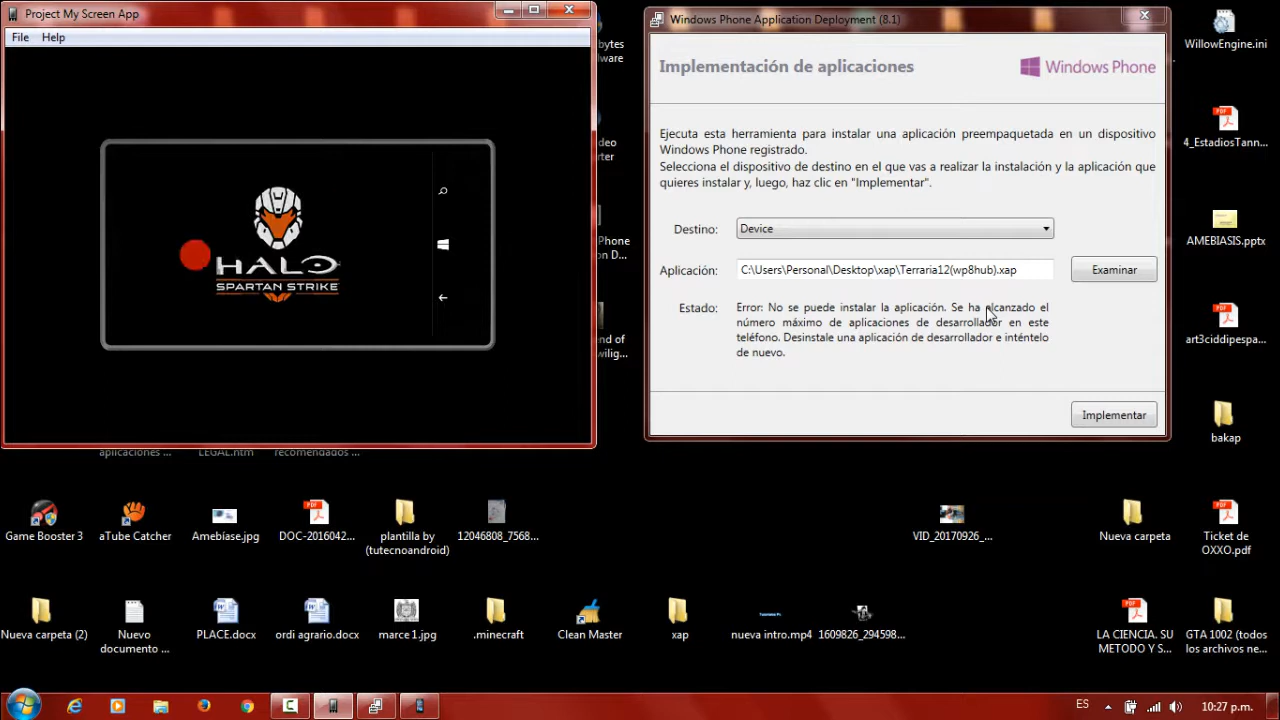 Project My Screen App
File Help
HALO
SPARTAN STRIKE
Windows Phone Application Deployment (8.1)
Implementación de aplicaciones
Windows Phone
Ejecuta esta herramienta para instalar una aplicación preempaquetada en un dispositivo
Windows Phone registrado.
Selecciona el dispositivo de destino en el que vas a realizar la instalación y la aplicación que
quieres instalar y, luego, haz clic en "Implementar".
Destino: Device
Aplicación: C:\Users\Personal\Desktop\xap\Terraria12(wp8hub).xap Examinar
Estado: Error: No se puede instalar la aplicación. Se ha alcanzado el
número máximo de aplicaciones de desarrollador en este
teléfono. Desinstale una aplicación de desarrollador e inténtelo
de nuevo.
Implementar
WillowEngine.ini
4_EstadiosTann...
AMEBIASIS.pptx
art3ciddipespa...
bakap
aplicaciones ... LEGAL.htm recomendados ...
Game Booster 3
aTube Catcher
Amebíase.jpg
DOC-2016042...
plantilla by
(tutecnoandroid)
12046808_7568...
VID_20170926_...
Nueva carpeta
Ticket de
OXXO.pdf
Nueva carpeta (2)
Nuevo
documento ...
PLACE.docx
ordi agrario.docx
marce 1.jpg
.minecraft
Clean Master
xap
nueva intro.mp4
1609826_294598...
LA CIENCIA. SU
METODO Y S...
GTA 1002 (todos
los archivos ne...
ES
10:27 p.m.